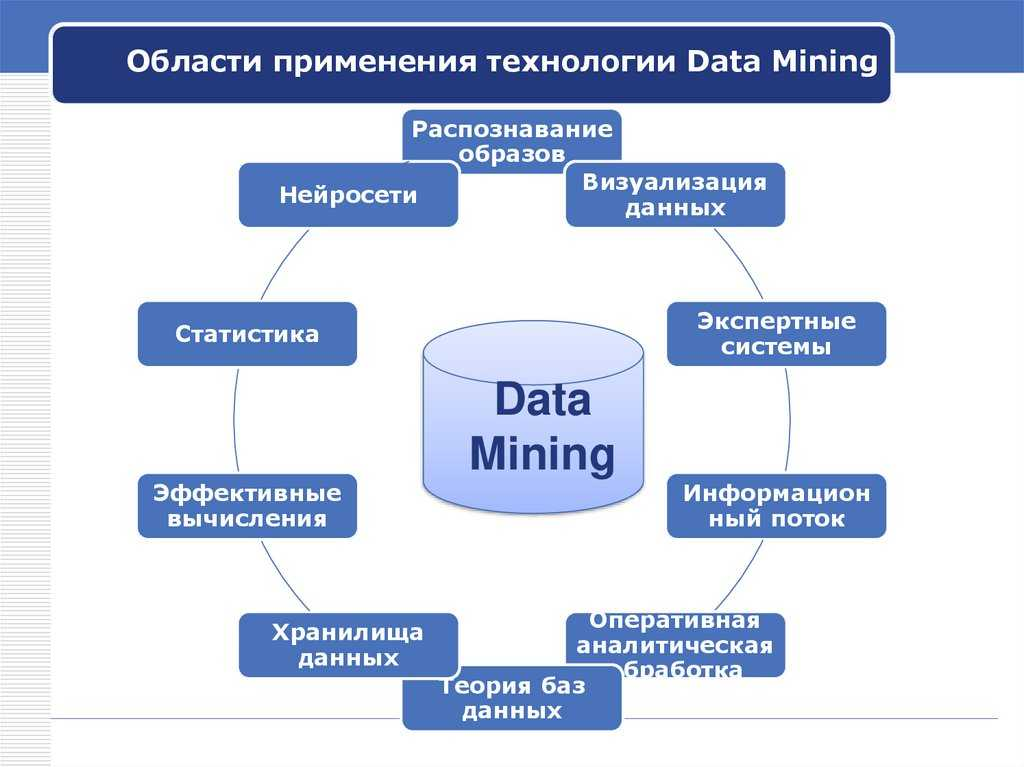 Области применения технологии Data Mining
Распознавание
образов
Визуализация
данных
Экспертные
системы
Информацион
ный поток
Оперативная
аналитическая
обработка
Теория баз
данных
Хранилища
данных
Эффективные
вычисления
Статистика
Нейросети
Data
Mining